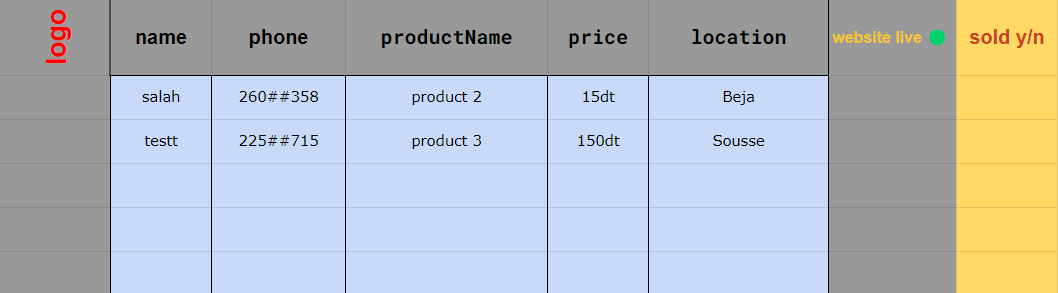 logo name phone productName price location website live sold y/n
salah 260##358 product 2 15dt Beja
testt 225##715 product 3 150dt Sousse